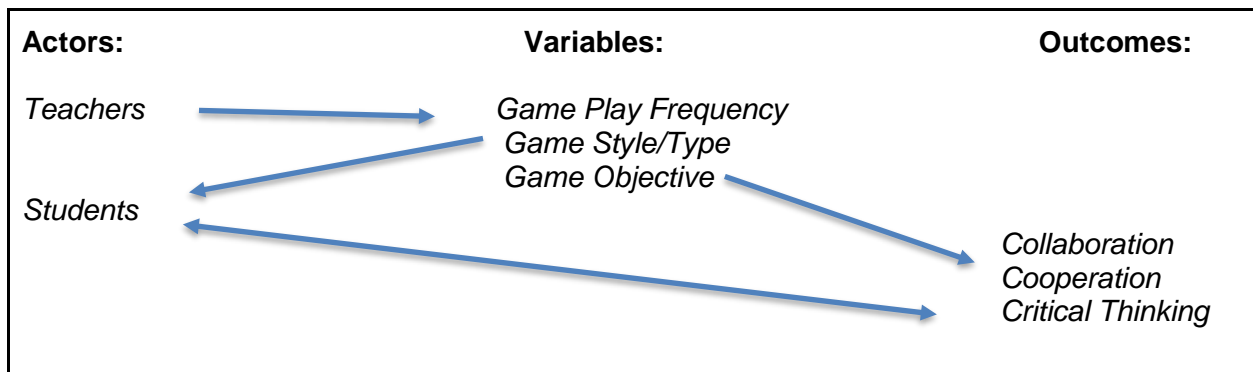 Actors: Variables: Outcomes:
Teachers Game Play Frequency
Game Style/Type
Game Objective
Students
Collaboration
Cooperation
Critical Thinking